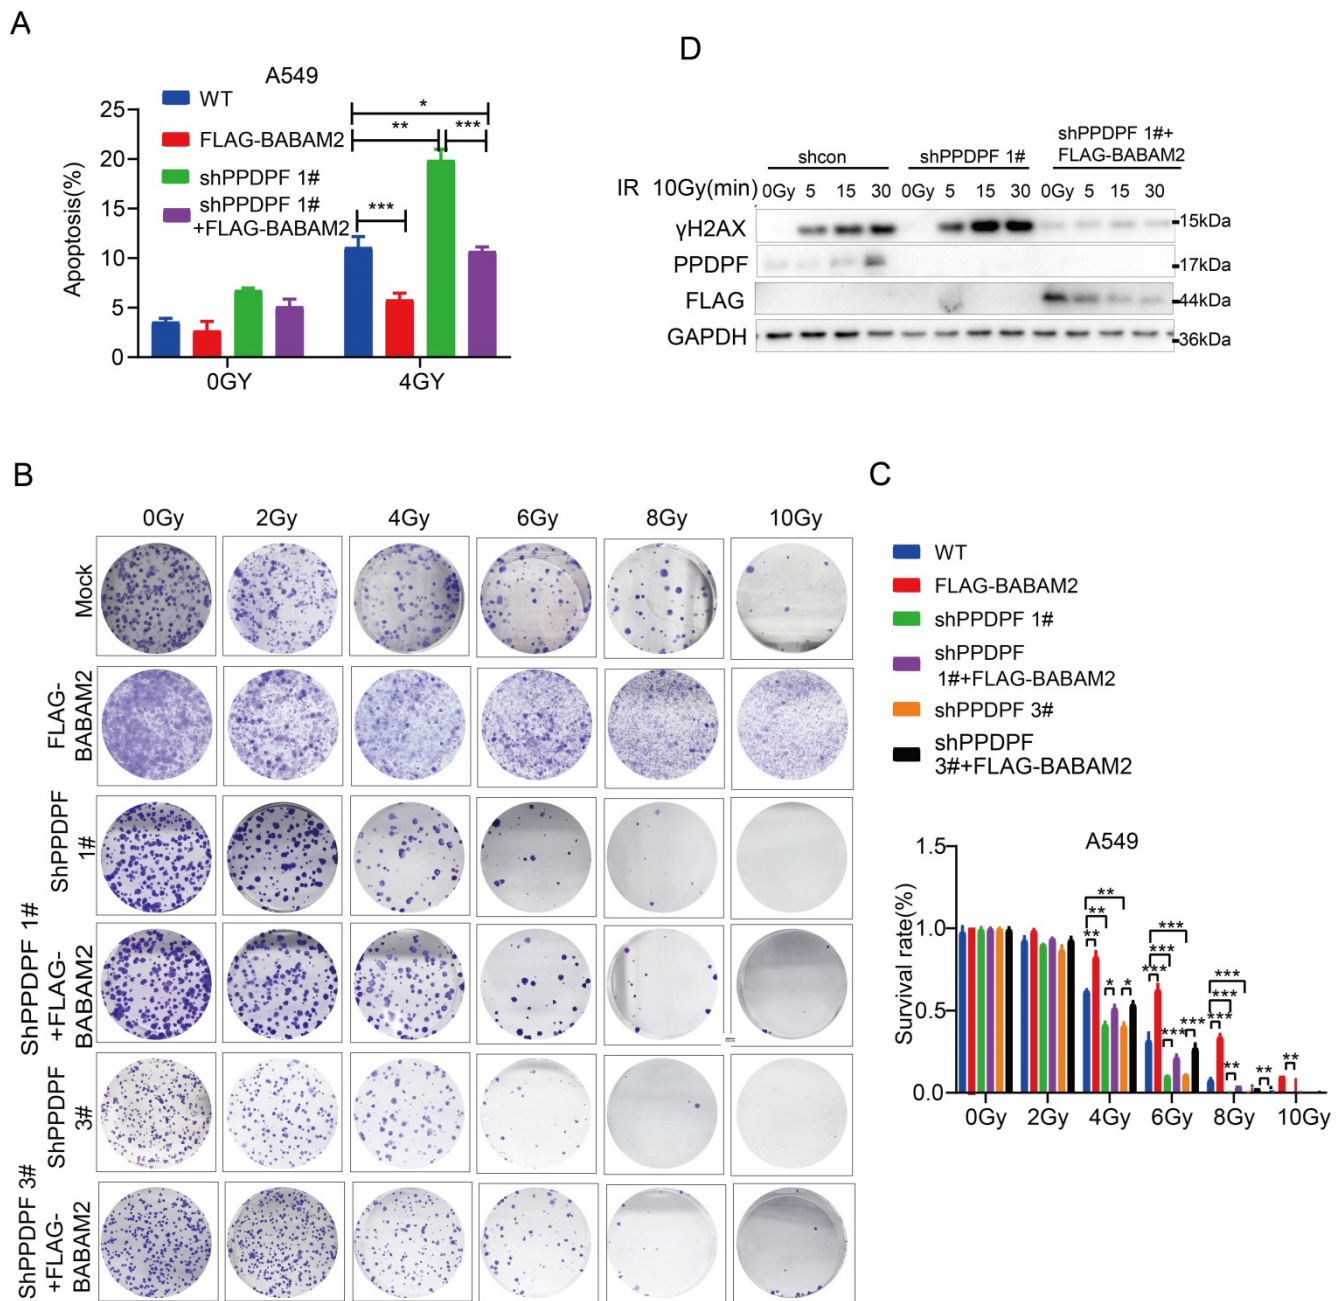 A
A549
WT
FLAG-BABAM2
shPPDPF 1#
shPPDPF 1#
+FLAG-BABAM2
Apoptosis(%)
25
20
15
10
5
0
*
** ***
***
0GY 4GY
D
shcon shPPDPF 1# shPPDPF 1#+
FLAG-BABAM2
IR 10Gy(min) 0Gy 5 15 30 0Gy 5 15 30 0Gy 5 15 30
γH2AX 15kDa
PPDPF 17kDa
FLAG 44kDa
GAPDH 36kDa
B
0Gy 2Gy 4Gy 6Gy 8Gy 10Gy
Mock
FLAG-
BABAM2
ShPPDPF
1#
ShPPDPF 1#
+FLAG-
BABAM2
ShPPDPF
3#
ShPPDPF 3#
+FLAG-
BABAM2
C
WT
FLAG-BABAM2
shPPDPF 1#
shPPDPF
1#+FLAG-BABAM2
shPPDPF 3#
shPPDPF
3#+FLAG-BABAM2
A549
Survival rate(%)
1.5
1.0
0.5
0.0
**
**
**
* *
***
***
***
*** ***
***
***
***
** ** **
0Gy 2Gy 4Gy 6Gy 8Gy 10Gy